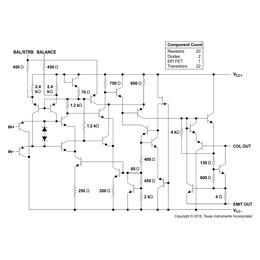 Component Count
Resistors 20
Diodes 2
EPI FET 1
Transistors 22
BAL/STRB BALANCE
VCC+
450 Ω 450 Ω
2.4 kΩ
2.4 kΩ
1.2 kΩ
70 Ω
750 Ω
600 Ω
IN+
1.2 kΩ
4 kΩ
COL OUT
IN–
400 Ω
130 Ω
60 Ω
450 Ω
600 Ω
250 Ω
200 Ω
2 kΩ
4 Ω
EMIT OUT
VCC–
Copyright © 2016, Texas Instruments Incorporated